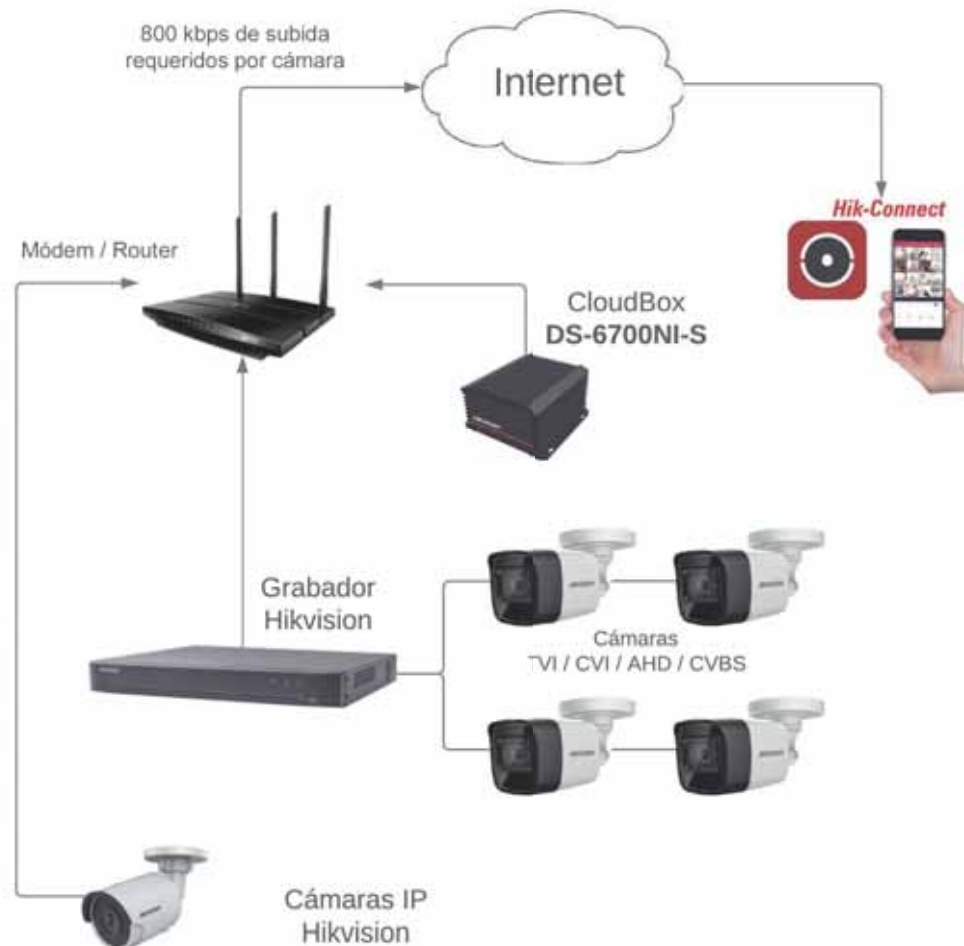 800 kbps de subida
requeridos por cámara
Internet
Hik-Connect
Módem / Router
CloudBox
DS-6700NI-S
Grabador
Hikvision
Cámaras
TVI / CVI / AHD / CVBS
Cámaras IP
Hikvision